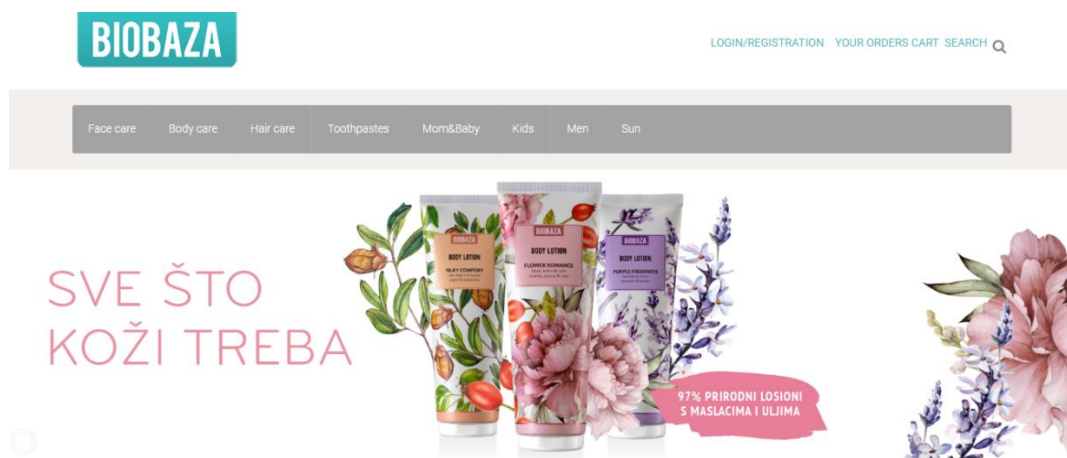 BIOBAZA
LOGIN/REGISTRATION YOUR ORDERS CART SEARCH
Face care Body care Hair care Toothpastes Mom&Baby Kids Men Sun
SVE ŠTO
KOŽI TREBA
BIOBAZA
BODY LOTION
SILKY COMFORT
BIOBAZA
BODY LOTION
FLOWER ROMANCE
BIOBAZA
BODY LOTION
PURPLE FRESHNESS
97% PRIRODNI LOSIONI
S MASLACIMA I ULJIMA